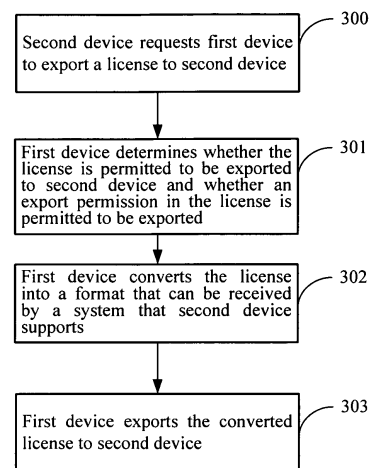 300
Second device requests first device
to export a license to second device
301
First device determines whether the
license is permitted to be exported
to second device and whether an
export permission in the license is
permitted to be exported
302
First device converts the license
into a format that can be received
by a system that second device
supports
303
First device exports the converted
license to second device